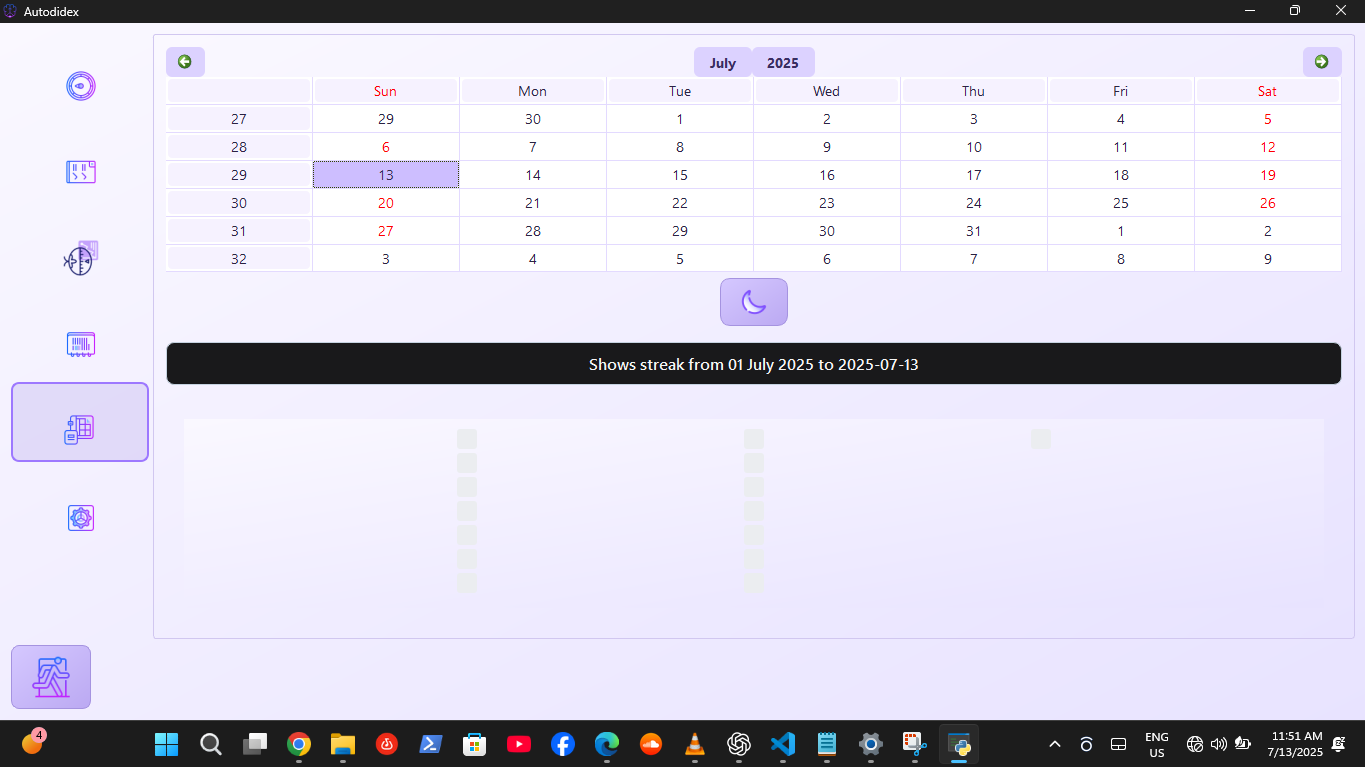 Autodidex
July 2025
Sun Mon Tue Wed Thu Fri Sat
27 29 30 1 2 3 4 5
28 6 7 8 9 10 11 12
29 13 14 15 16 17 18 19
30 20 21 22 23 24 25 26
31 27 28 29 30 31 1 2
32 3 4 5 6 7 8 9
Shows streak from 01 July 2025 to 2025-07-13
4
ENG
US
11:51 AM
7/13/2025